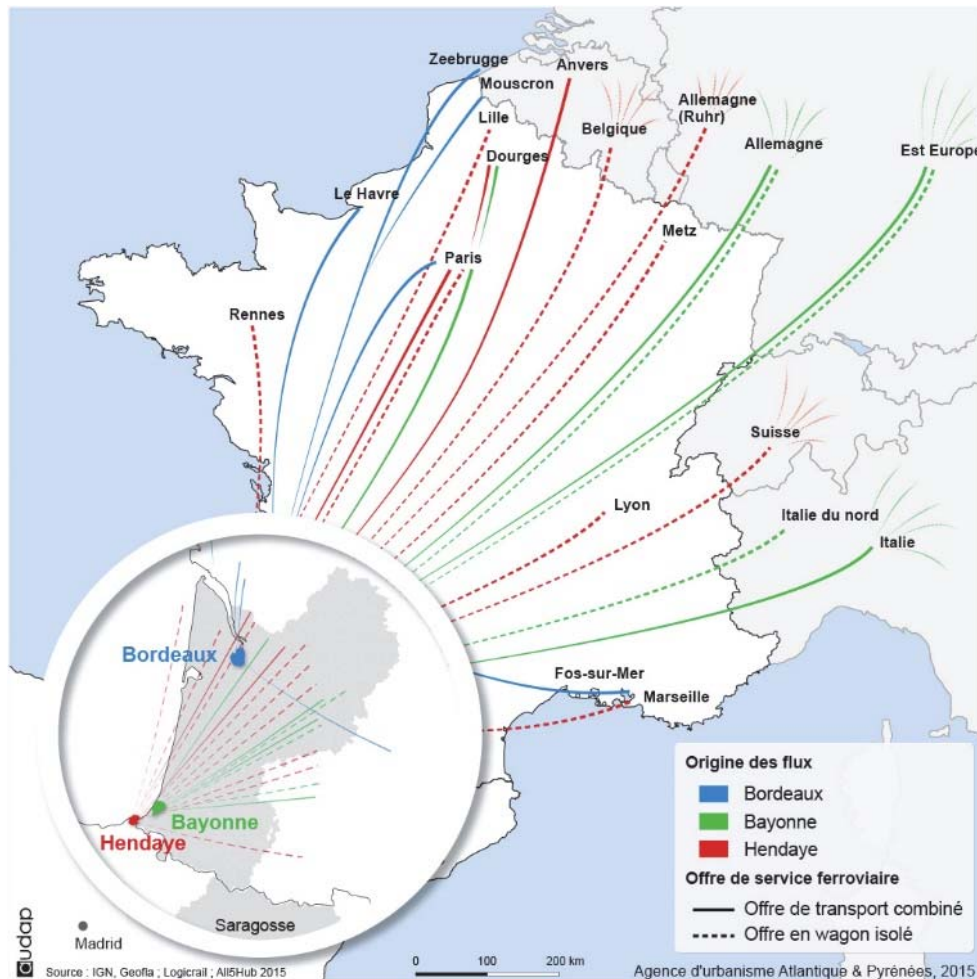 Zeebrugge
Anvers
Mouscron
Lille
Belgique
Allemagne
(Ruhr)
Allemagne
Est Europe
Dourges
Le Havre
Metz
Paris
Rennes
Suisse
Lyon
Italie du nord
Italie
Fos-sur-Mer
Marseille
Bordeaux
Bayonne
Hendaye
Saragosse
Madrid
audap
Origine des flux
Bordeaux
Bayonne
Hendaye
Offre de service ferroviaire
Offre de transport combiné
Offre en wagon isolé
Source : IGN, Geofla ; Logicrail ; All5Hub 2015
0 100 200 km
Agence d'urbanisme Atlantique & Pyrénées, 2015